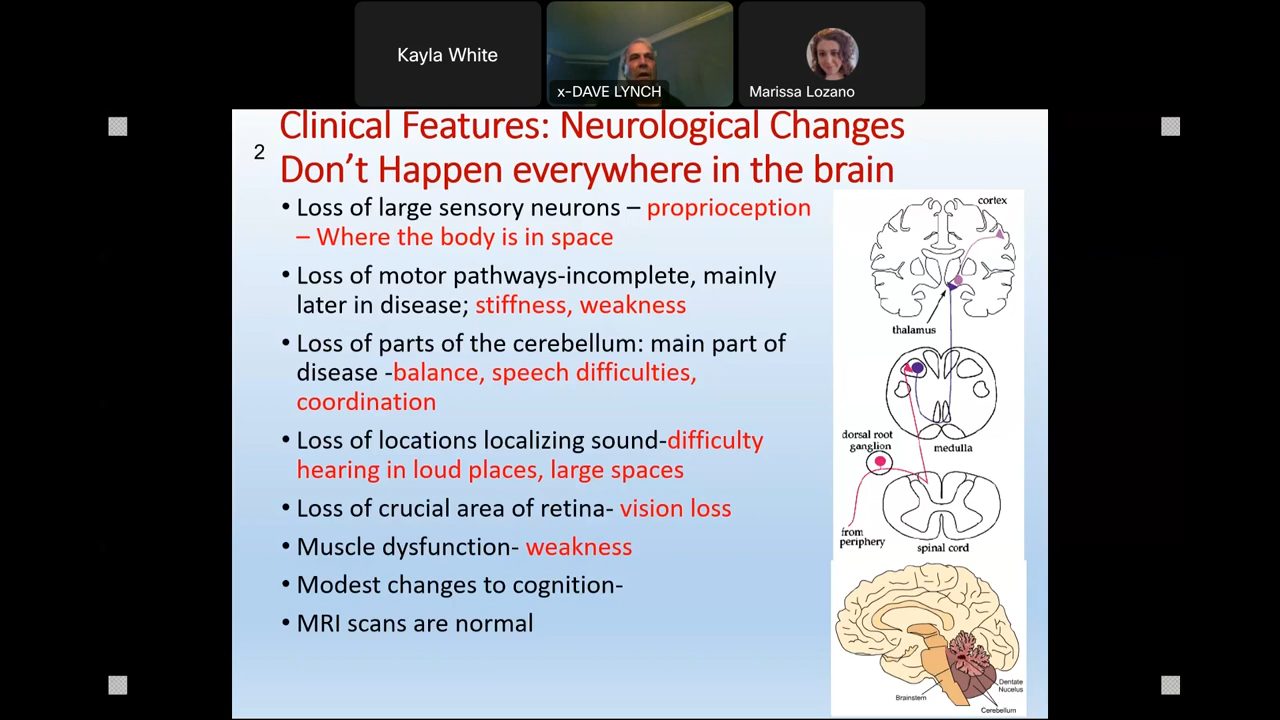 Kayla White
x-DAVE LYNCH
Marissa Lozano
Clinical Features: Neurological Changes
2
Don’t Happen everywhere in the brain
• Loss of large sensory neurons – proprioception
– Where the body is in space
• Loss of motor pathways-incomplete, mainly
later in disease; stiffness, weakness
• Loss of parts of the cerebellum: main part of
disease -balance, speech difficulties,
coordination
• Loss of locations localizing sound-difficulty
hearing in loud places, large spaces
• Loss of crucial area of retina- vision loss
• Muscle dysfunction- weakness
• Modest changes to cognition-
• MRI scans are normal
cortex
thalamus
dorsal root
ganglion
medulla
from
periphery
spinal cord
Brainstem
Dentate
Nucelus
Cerebellum